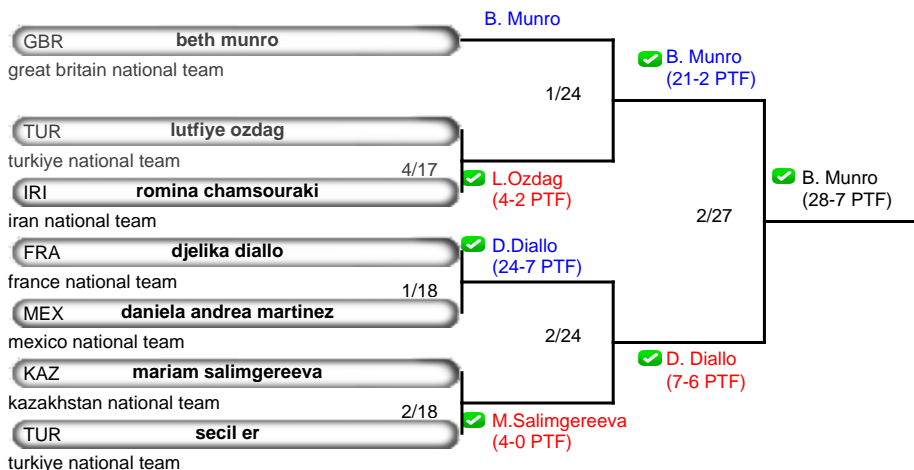 B. Munro
GBR beth munro
great britain national team
B. Munro
(21-2 PTF)
1/24
TUR lutfiye ozdag
turkiye national team
4/17
L.Ozdag
(4-2 PTF)
IRI romina chamsouraki
iran national team
B. Munro
(28-7 PTF)
2/27
FRA djelika diallo
france national team
D.Diallo
(24-7 PTF)
1/18
MEX daniela andrea martinez
mexico national team
2/24
D. Diallo
(7-6 PTF)
KAZ mariam salimgereeva
kazakhstan national team
2/18
M.Salimgereeva
(4-0 PTF)
TUR secil er
turkiye national team